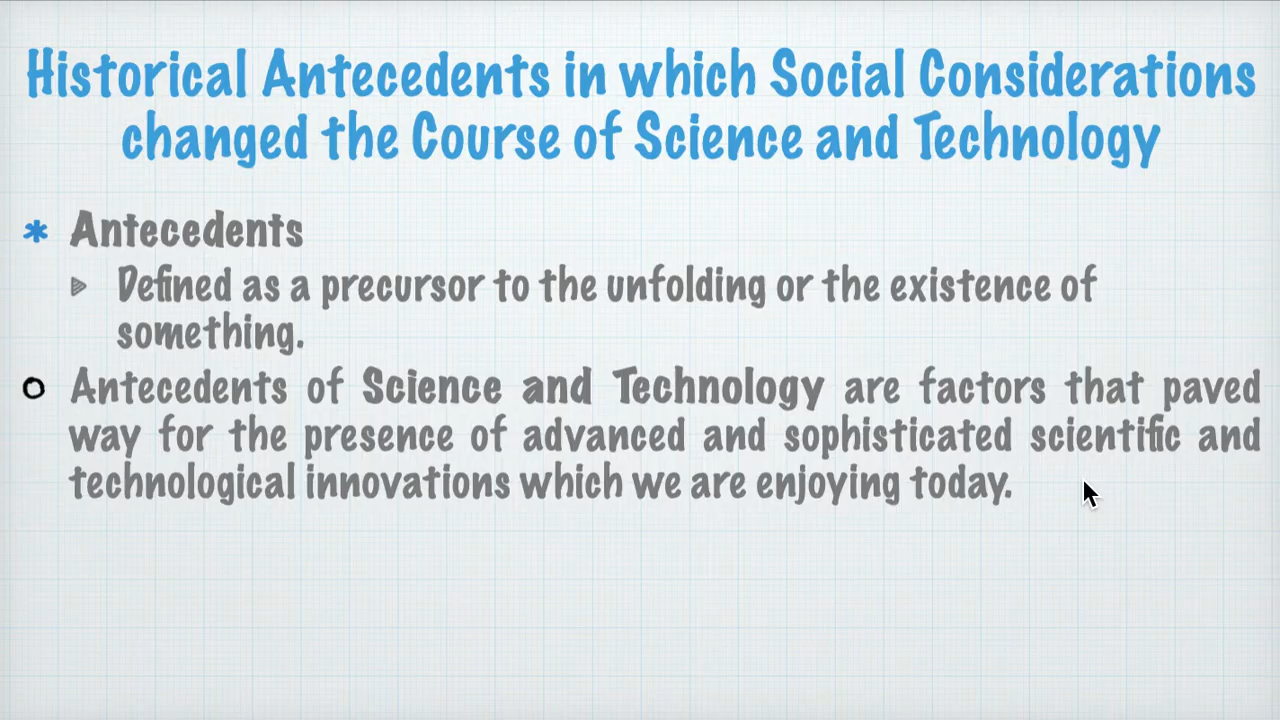 Historical Antecedents in which Social Considerations
changed the Course of Science and Technology
* Antecedents
Defined as a precursor to the unfolding or the existence of
something.
Antecedents of Science and Technology are factors that paved
way for the presence of advanced and sophisticated scientific and
technological innovations which we are enjoying today.